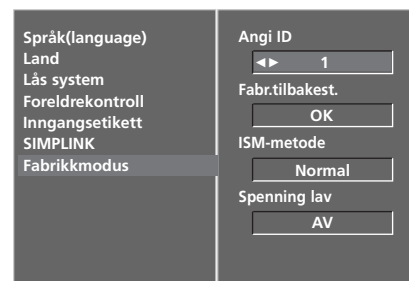 Språk(language)
Land
Lås system
Foreldrekontroll
Inngangsetikett
SIMPLINK
Fabrikkmodus
Angi ID
◄► 1
Fabr.tilbakest.
OK
ISM-metode
Normal
Spenning lav
AV